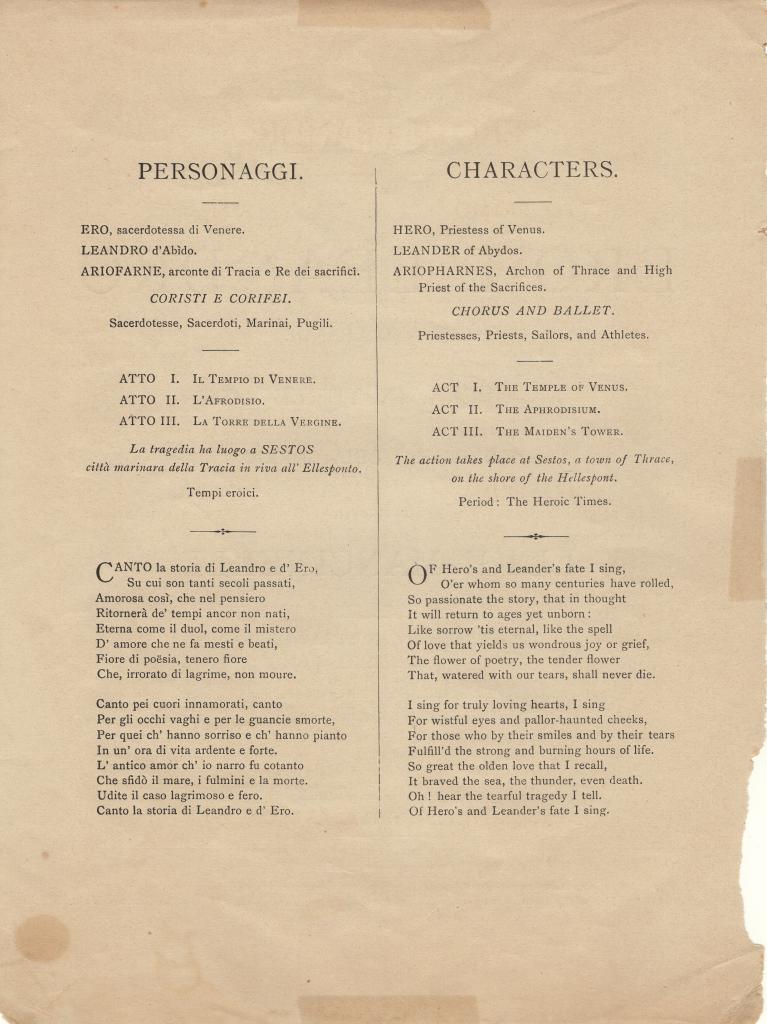 PERSONAGGI.
ERO, sacerdotessa di Venere.
LEANDRO d'Abìdo.
ARIOFARNE, arconte di Tracia e Re dei sacrificî.
CORISTI E CORIFEI.
Sacerdotesse, Sacerdoti, Marinai, Pugili.
ATTO I. IL TEMPIO DI VENERE.
ATTO II. L'AFRODISIO.
ATTO III. LA TORRE DELLA VERGINE.
La tragedia ha luogo a SESTOS
città marinara della Tracia in riva all' Ellesponto.
Tempi eroici.
CANTO la storia di Leandro e d' Ero,
Su cui son tanti secoli passati,
Amorosa così, che nel pensiero
Ritornerà de' tempi ancor non nati,
Eterna come il duol, come il mistero
D' amore che ne fa mesti e beati,
Fiore di poësia, tenero fiore
Che, irrorato di lagrime, non moure.
Canto pei cuori innamorati, canto
Per gli occhi vaghi e per le guancie smorte,
Per quei ch' hanno sorriso e ch' hanno pianto
In un' ora di vita ardente e forte.
L' antico amor ch' io narro fu cotanto
Che sfidò il mare, i fulmini e la morte.
Udite il caso lagrimoso e fero.
Canto la storia di Leandro e d' Ero.
CHARACTERS.
HERO, Priestess of Venus.
LEANDER of Abydos.
ARIOPHARNES, Archon of Thrace and High
Priest of the Sacrifices.
CHORUS AND BALLET.
Priestesses, Priests, Sailors, and Athletes.
ACT I. THE TEMPLE OF VENUS.
ACT II. THE APHRODISIUM.
ACT III. THE MAIDEN'S TOWER.
The action takes place at Sestos, a town of Thrace,
on the shore of the Hellespont.
Period : The Heroic Times.
OF Hero's and Leander's fate I sing,
O'er whom so many centuries have rolled,
So passionate the story, that in thought
It will return to ages yet unborn :
Like sorrow 'tis eternal, like the spell
Of love that yields us wondrous joy or grief,
The flower of poetry, the tender flower
That, watered with our tears, shall never die.
I sing for truly loving hearts, I sing
For wistful eyes and pallor-haunted cheeks,
For those who by their smiles and by their tears
Fulfill'd the strong and burning hours of life.
So great the olden love that I recall,
It braved the sea, the thunder, even death.
Oh ! hear the tearful tragedy I tell.
Of Hero's and Leander's fate I sing.